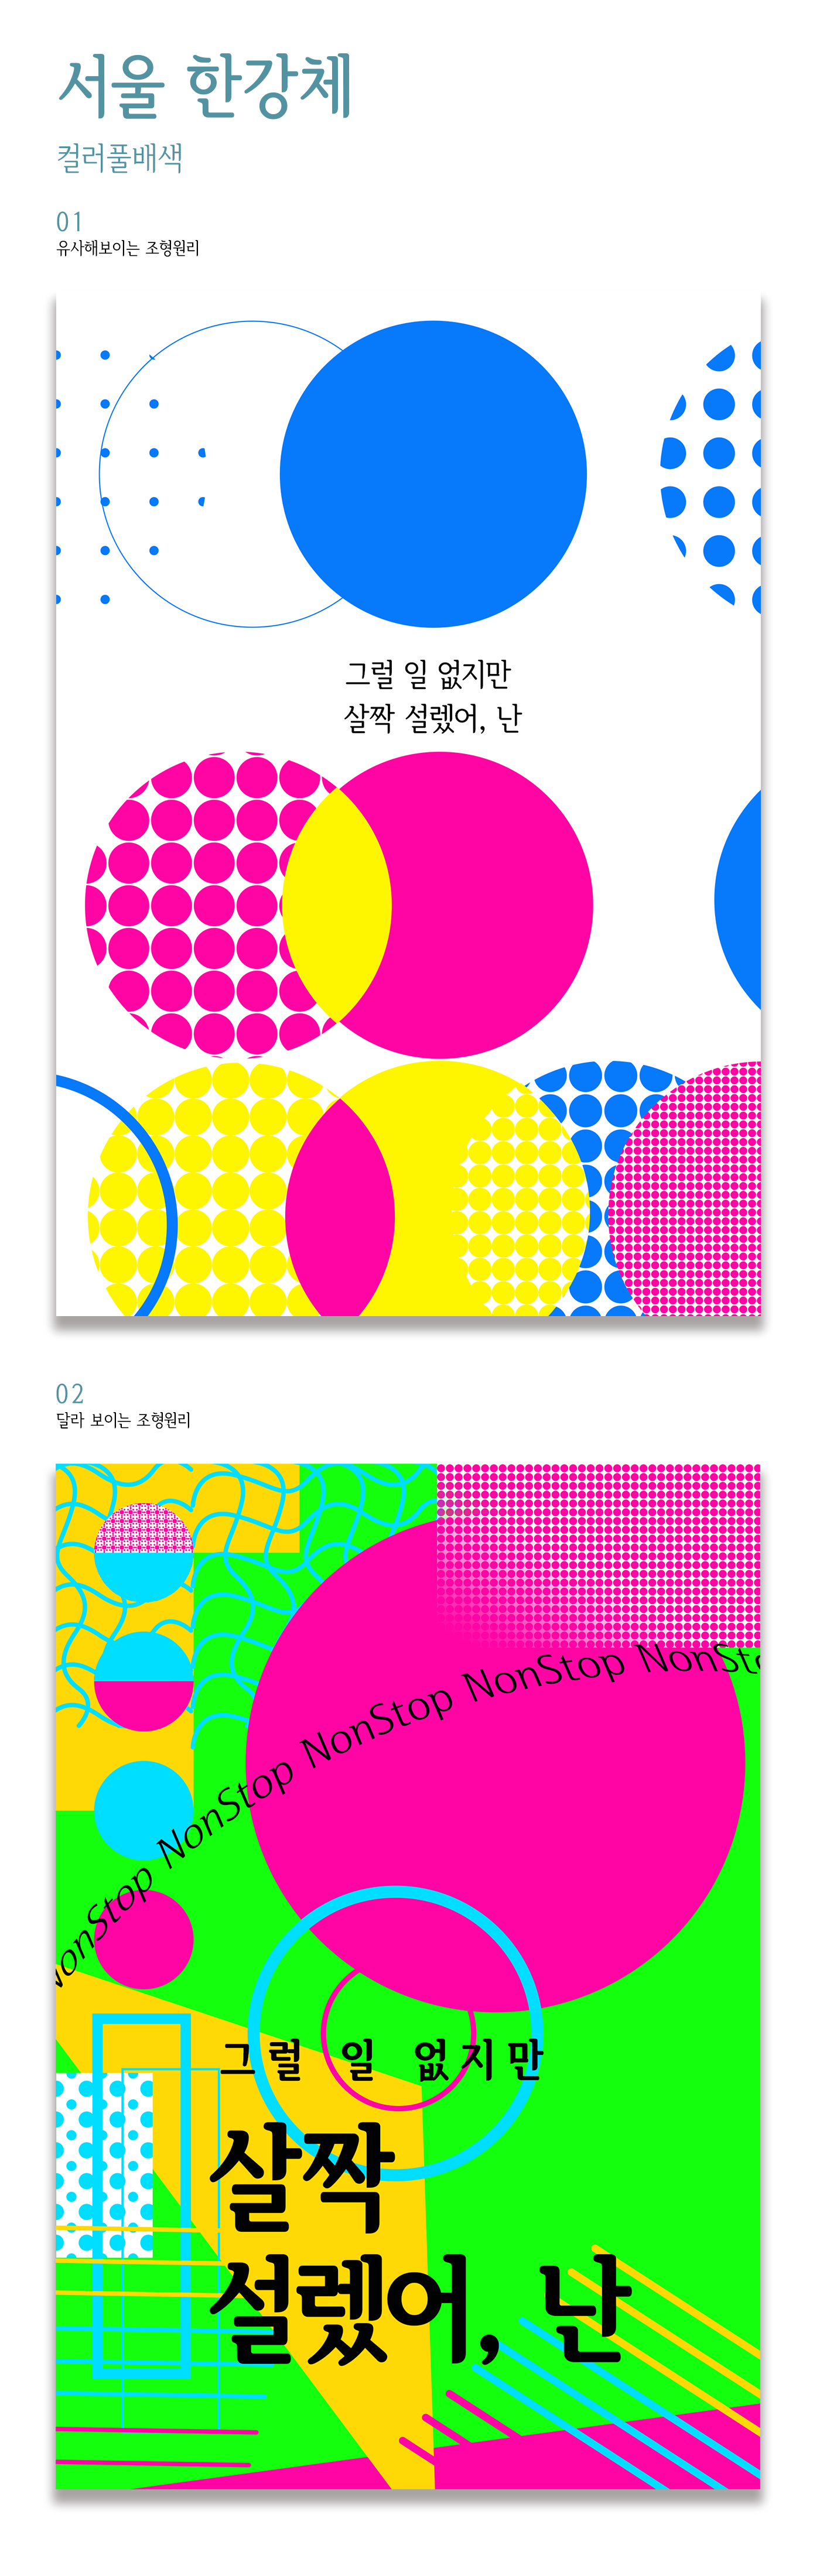 서울 한강체
컬러풀배색
01
유사해보이는 조형원리
그럴 일 없지만
살짝 설렜어, 난
02
달라 보이는 조형원리
NonStop NonStop NonStop NonStop NonSto
그럴 일 없지만
살짝
설렜어, 난